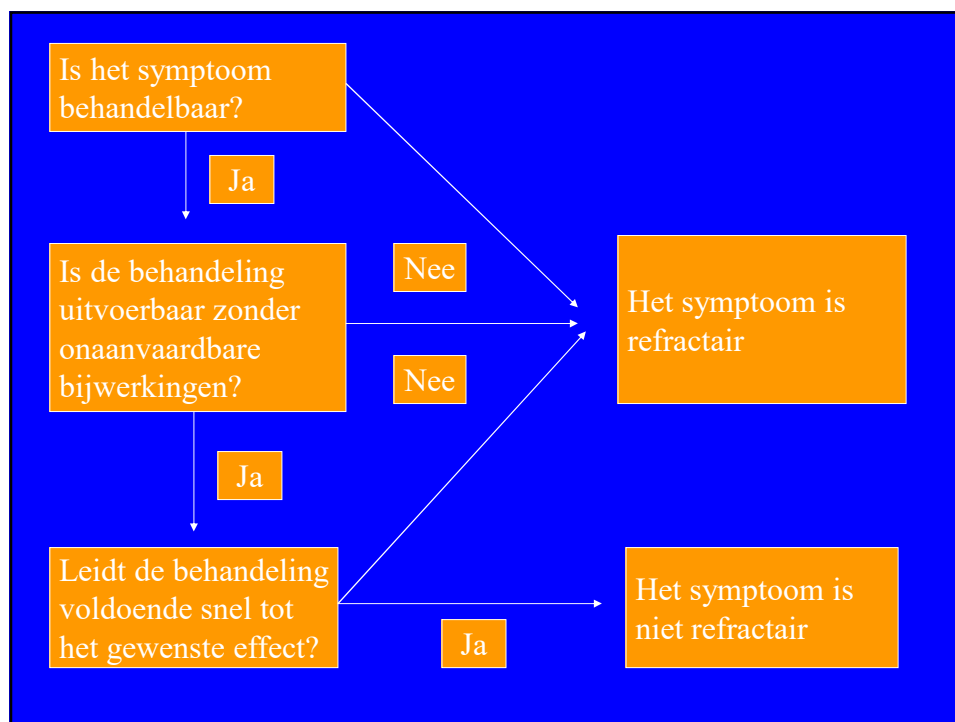 Is het symptoom
behandelbaar?
Ja
Is de behandeling
uitvoerbaar zonder
onaanvaardbare
bijwerkingen?
Nee
Nee
Het symptoom is
refractair
Ja
Leidt de behandeling
voldoende snel tot
het gewenste effect?
Ja
Het symptoom is
niet refractair